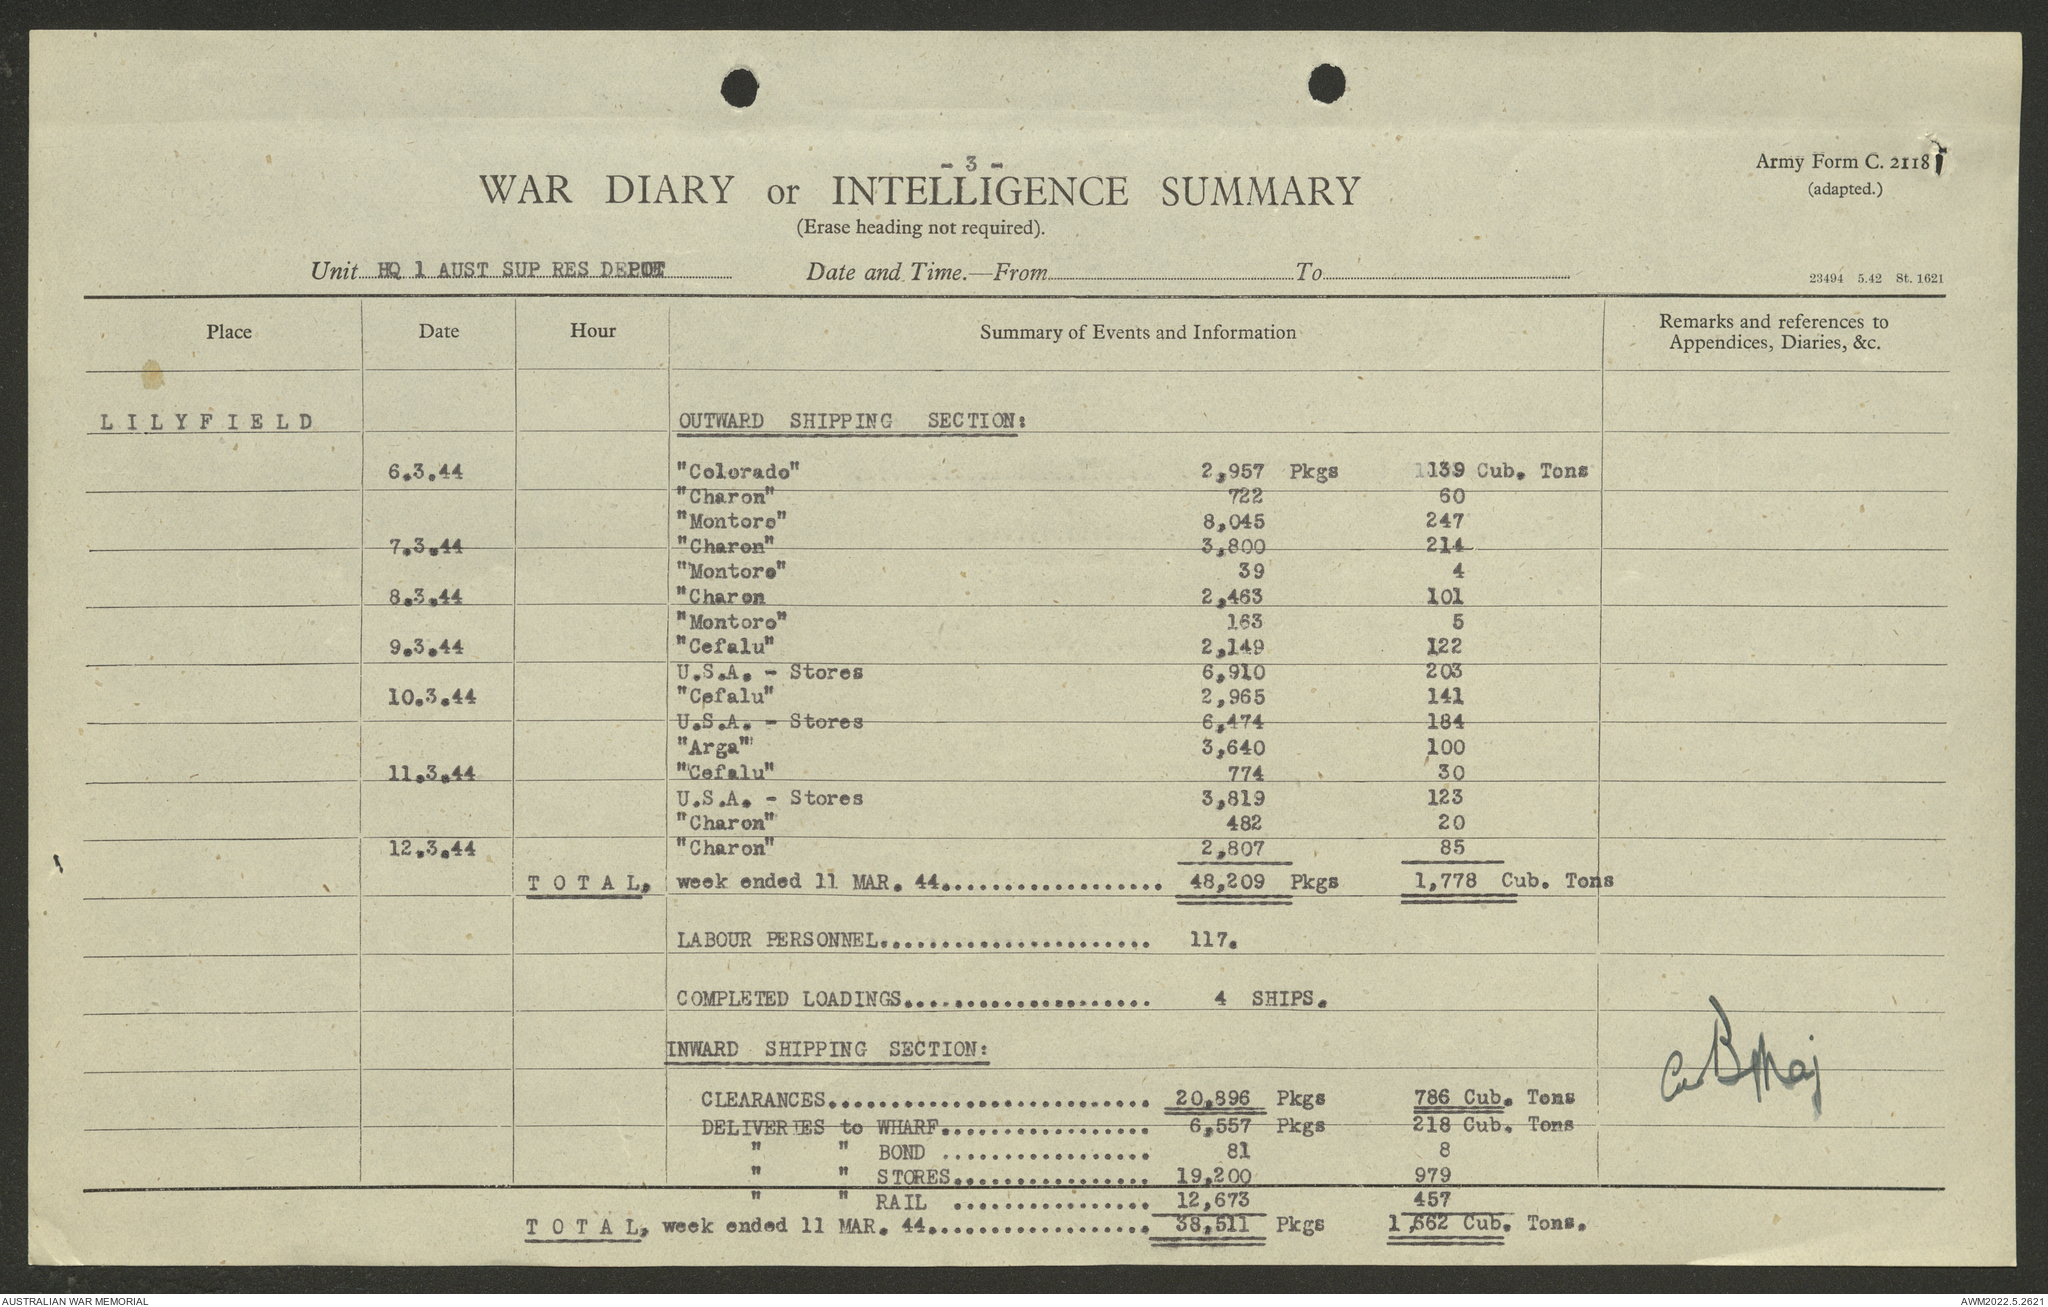 - 3 -
Army Form C. 2118
WAR DIARY or INTELLIGENCE SUMMARY
(adapted.)
(Erase heading not required).
Unit HQ 1 AUST SUP RES DEPOT Date and Time.—From To
23494 5.42 St. 1621
Place Date Hour Summary of Events and Information Remarks and references to
Appendices, Diaries, &c.
LILYFIELD OUTWARD SHIPPING SECTION:
6.3.44 "Colorado" 2,957 Pkgs 139 Cub. Tons
"Charon" 722 60
"Montoro" 8,045 247
7.3.44 "Charon" 3,800 214
"Montoro" 39 4
8.3.44 "Charon 2,463 101
"Montoro" 163 5
9.3.44 "Cefalu" 2,149 122
U.S.A. - Stores 6,910 203
10.3.44 "Cefalu" 2,965 141
U.S.A. - Stores 6,474 184
"Arga" 3,640 100
11.3.44 "Cefalu" 774 30
U.S.A. - Stores 3,819 123
"Charon" 482 20
12.3.44 "Charon" 2,807 85
TOTAL, week ended 11 MAR. 44................... 48,209 Pkgs 1,778 Cub. Tons
LABOUR PERSONNEL...................... 117.
COMPLETED LOADINGS.................... 4 SHIPS.
INWARD SHIPPING SECTION:
CLEARANCES.......................... 20,896 Pkgs 786 Cub. Tons
DELIVERIES to WHARF................. 6,557 Pkgs 218 Cub. Tons
" " BOND ................. 81 8
" " STORES................ 19,200 979
" " RAIL ................ 12,673 457
TOTAL, week ended 11 MAR. 44.................. 38,511 Pkgs 1,662 Cub. Tons.
AUSTRALIAN WAR MEMORIAL
AWM2022.5.2621